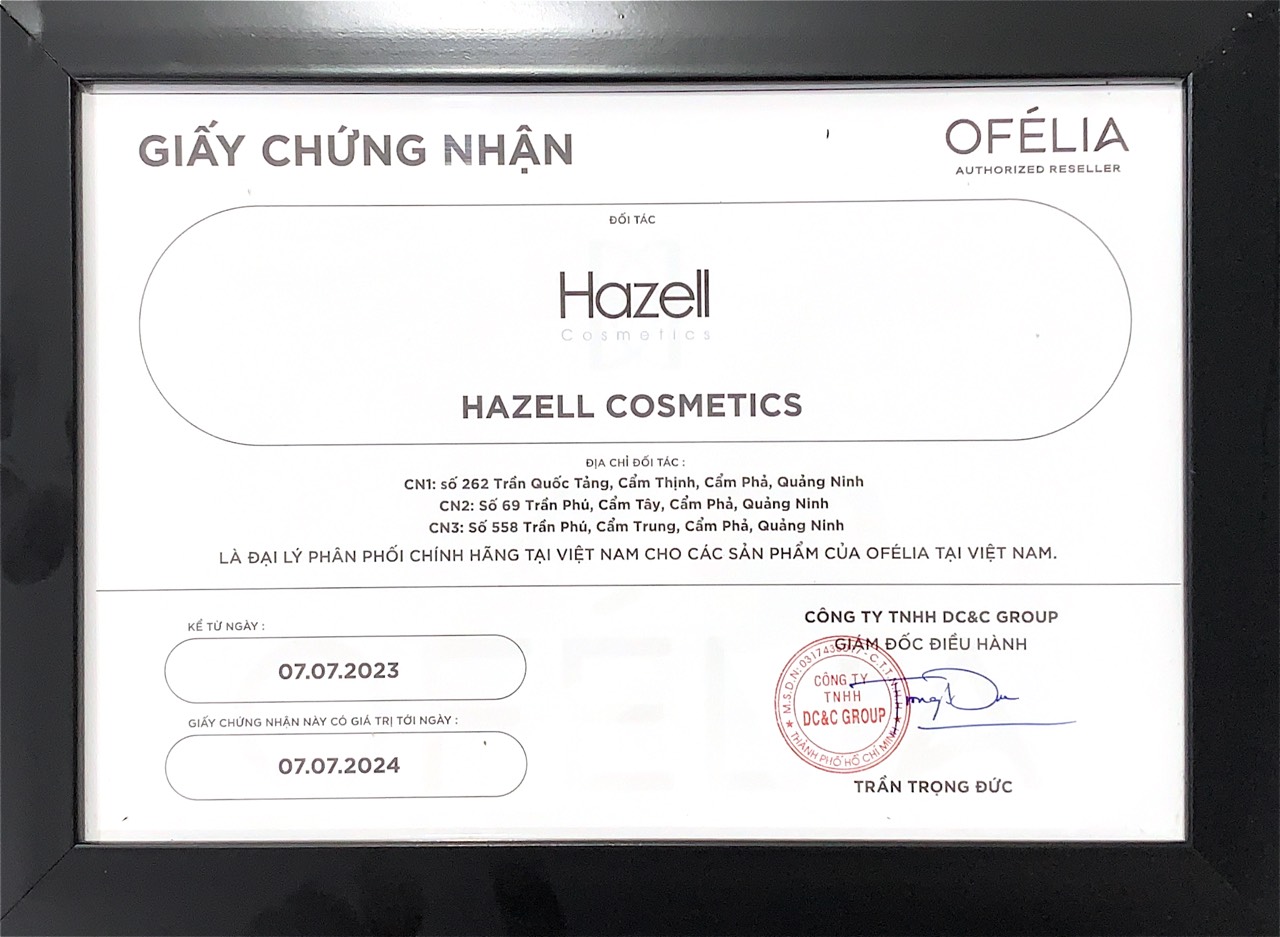 GIẤY CHỨNG NHẬN
OFÉLIA
AUTHORIZED RESELLER
ĐỐI TÁC
Hazell
Cosmetics
HAZELL COSMETICS
ĐỊA CHỈ ĐỐI TÁC :
CN1: số 262 Trần Quốc Tảng, Cẩm Thịnh, Cẩm Phả, Quảng Ninh
CN2: Số 69 Trần Phú, Cẩm Tây, Cẩm Phả, Quảng Ninh
CN3: Số 558 Trần Phú, Cẩm Trung, Cẩm Phả, Quảng Ninh
LÀ ĐẠI LÝ PHÂN PHỐI CHÍNH HÃNG TẠI VIỆT NAM CHO CÁC SẢN PHẨM CỦA OFÉLIA TẠI VIỆT NAM.
KỂ TỪ NGÀY :
07.07.2023
GIẤY CHỨNG NHẬN NÀY CÓ GIÁ TRỊ TỚI NGÀY :
07.07.2024
CÔNG TY TNHH DC&C GROUP
GIÁM ĐỐC ĐIỀU HÀNH
CÔNG TY
TNHH
DC&C GROUP
THÀNH PHỐ HỒ CHÍ MINH
TRẦN TRỌNG ĐỨC